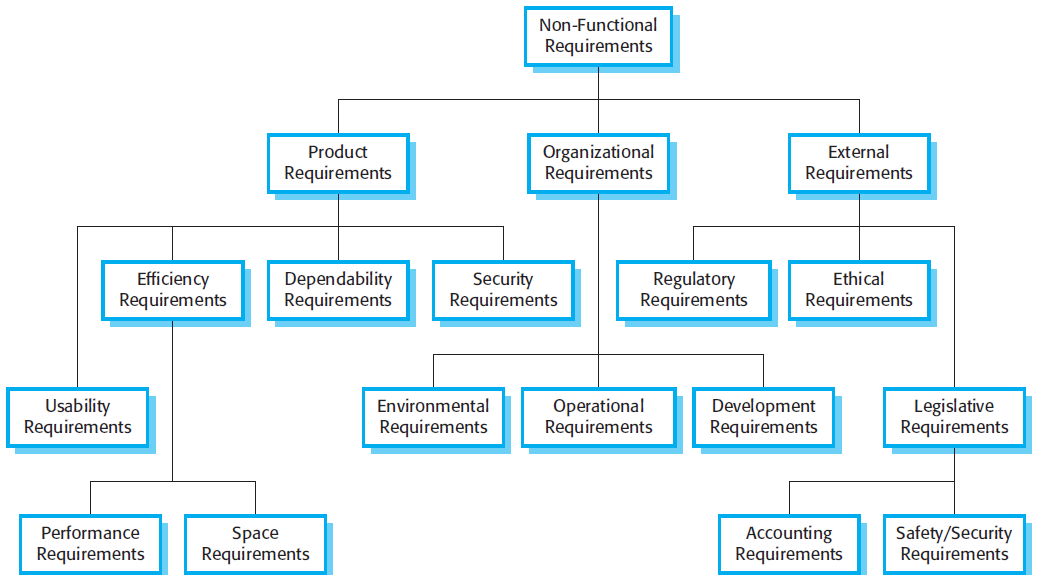 Non-Functional
Requirements
Product
Requirements
Organizational
Requirements
External
Requirements
Efficiency
Requirements
Dependability
Requirements
Security
Requirements
Regulatory
Requirements
Ethical
Requirements
Usability
Requirements
Environmental
Requirements
Operational
Requirements
Development
Requirements
Legislative
Requirements
Performance
Requirements
Space
Requirements
Accounting
Requirements
Safety/Security
Requirements